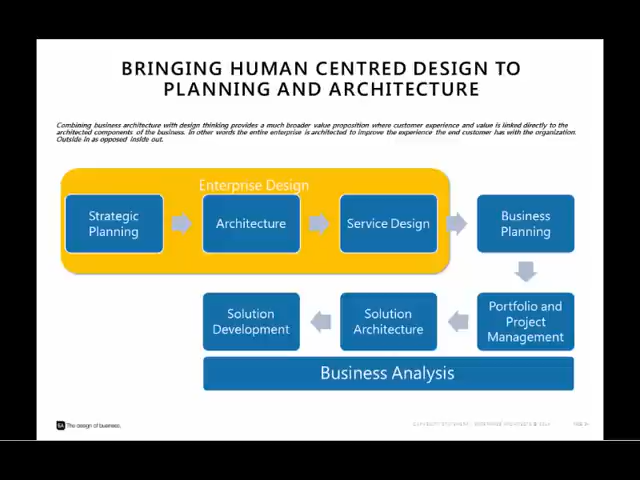 BRINGING HUMAN CENTRED DESIGN TO
PLANNING AND ARCHITECTURE
Combining business architecture with design thinking provides a much broader value proposition where customer experience and value is linked directly to the
architected components of the business. In other words the entire enterprise is architected to improve the experience the end customer has with the organization.
Outside in as opposed inside out.
Enterprise Design
Strategic
Planning
Architecture
Service Design
Business
Planning
Solution
Development
Solution
Architecture
Portfolio and
Project
Management
Business Analysis
The design of business.